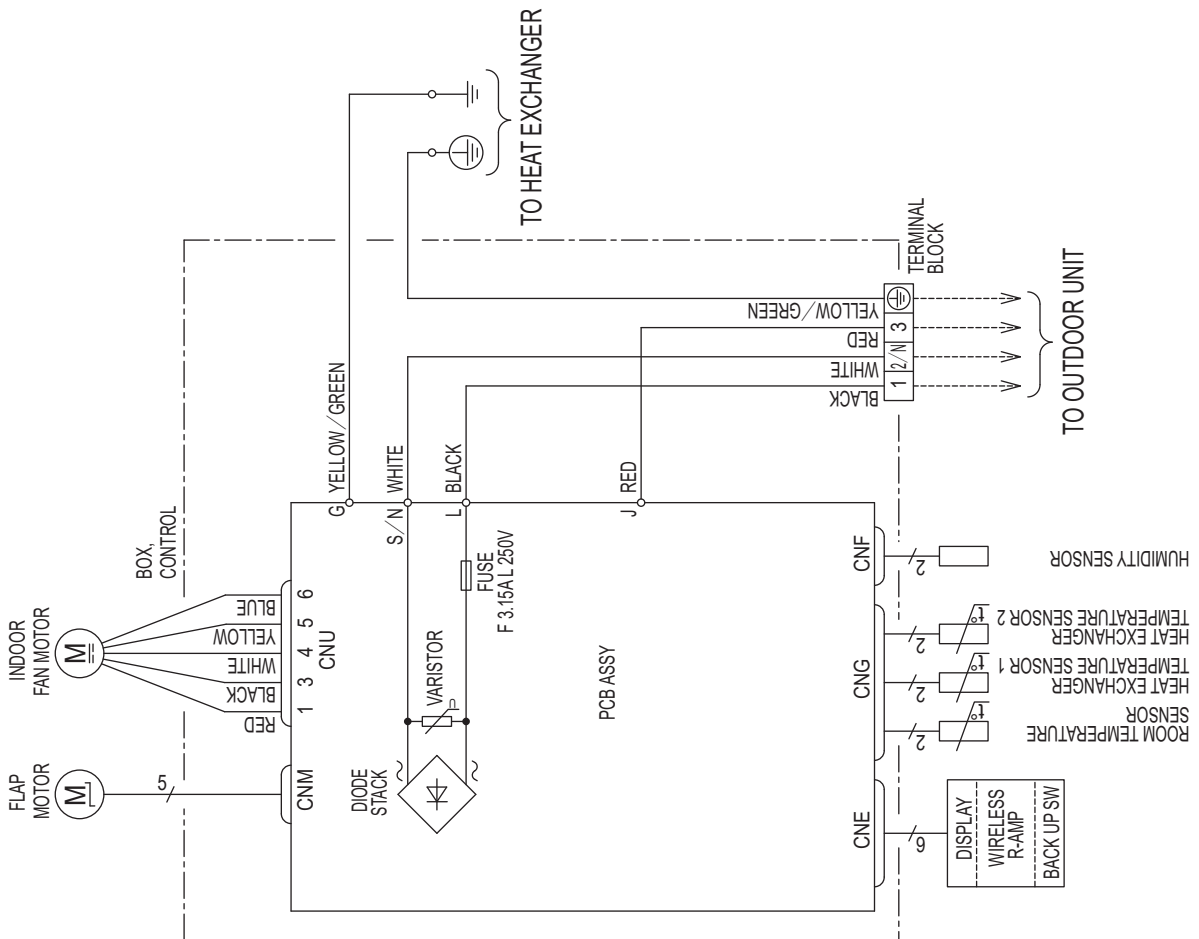 TO HEAT EXCHANGER
TERMINAL
BLOCK
YELLOW/GREEN
RED
WHITE
BLACK
3
2/N
1
TO OUTDOOR UNIT
BOX,
CONTROL
G YELLOW/GREEN
S/N WHITE
L BLACK
J RED
INDOOR
FAN MOTOR
M
BLUE
YELLOW
WHITE
BLACK
RED
6
5
4
3
1
CNU
FLAP
MOTOR
M
5
CNM
FUSE
F 3.15A L 250V
VARISTOR
U
DIODE
STACK
PCB ASSY
CNF
2
HUMIDITY SENSOR
CNG
2
t°
HEAT EXCHANGER
TEMPERATURE SENSOR 2
2
t°
HEAT EXCHANGER
TEMPERATURE SENSOR 1
2
t°
ROOM TEMPERATURE
SENSOR
CNE
6
DISPLAY
WIRELESS
R-AMP
BACK UP SW